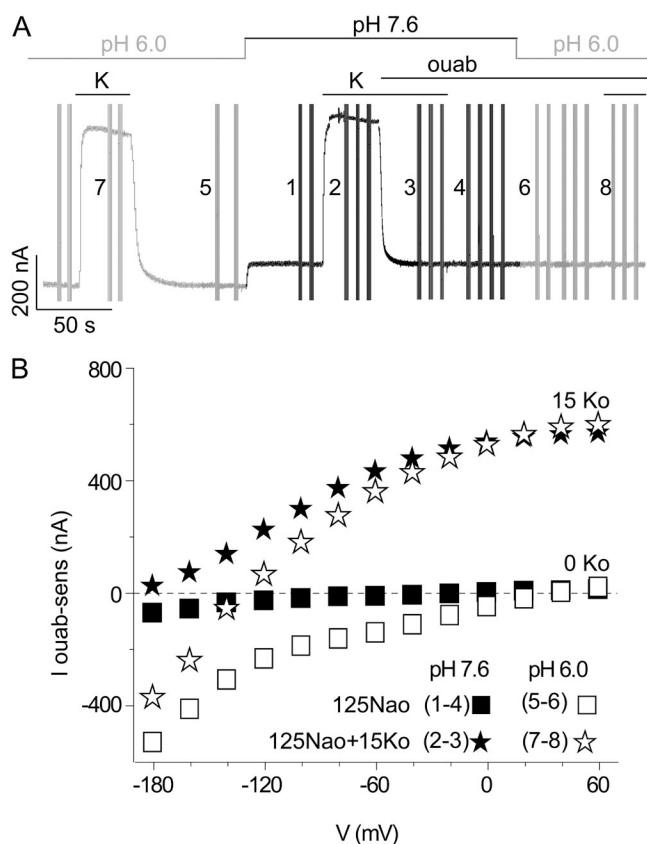 A
pH 6.0
pH 7.6
pH 6.0
K
K
ouab
7 5 1 2 3 4 6 8
200 nA
50 s
B
I ouab-sens (nA)
800
400
0
-400
15 Ko
0 Ko
pH 7.6 pH 6.0
125Nao (1-4) (5-6)
125Nao+15Ko (2-3) (7-8)
-180 -120 -60 0 60
V (mV)